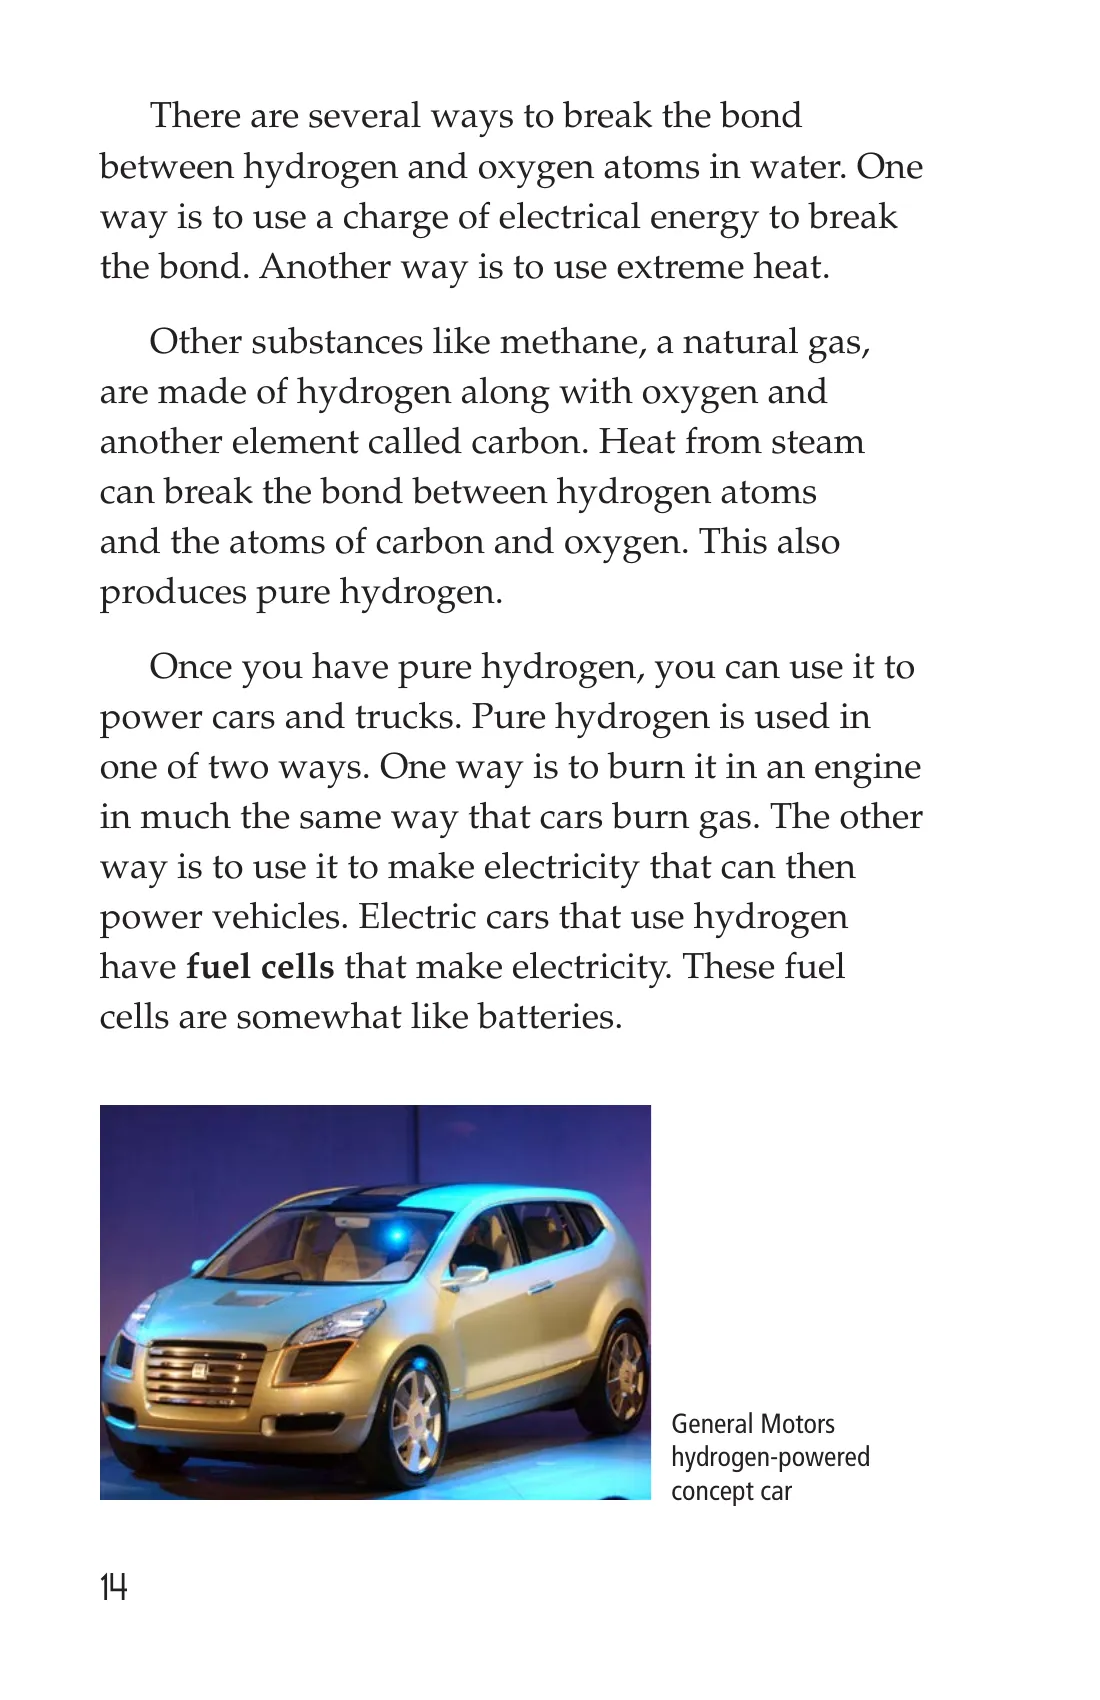 There are several ways to break the bond
between hydrogen and oxygen atoms in water. One
way is to use a charge of electrical energy to break
the bond. Another way is to use extreme heat.
Other substances like methane, a natural gas,
are made of hydrogen along with oxygen and
another element called carbon. Heat from steam
can break the bond between hydrogen atoms
and the atoms of carbon and oxygen. This also
produces pure hydrogen.
Once you have pure hydrogen, you can use it to
power cars and trucks. Pure hydrogen is used in
one of two ways. One way is to burn it in an engine
in much the same way that cars burn gas. The other
way is to use it to make electricity that can then
power vehicles. Electric cars that use hydrogen
have fuel cells that make electricity. These fuel
cells are somewhat like batteries.
General Motors
hydrogen-powered
concept car
14